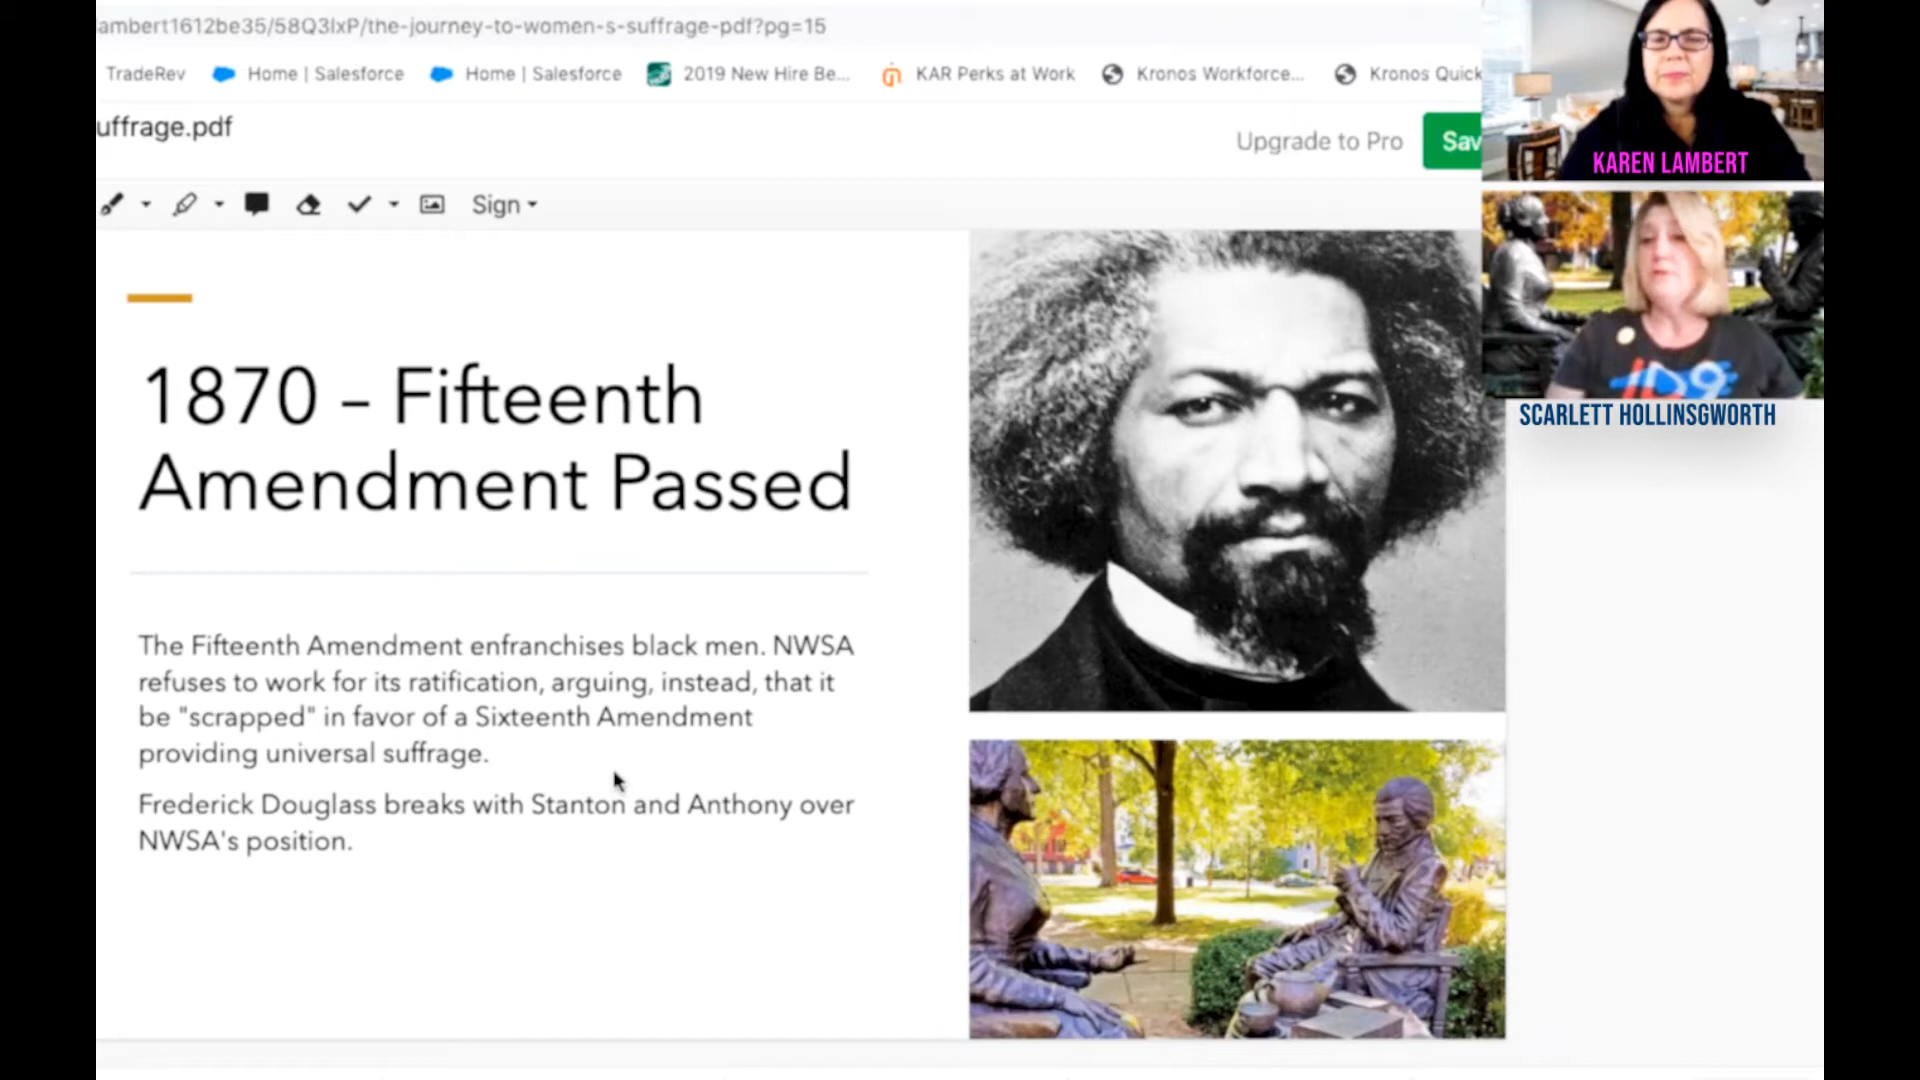 ambert1612be35/58Q3lxP/the-journey-to-women-s-suffrage-pdf?pg=15
TradeRev Home | Salesforce Home | Salesforce 2019 New Hire Be... KAR Perks at Work Kronos Workforce... Kronos Quick
uffrage.pdf
Upgrade to Pro Sav
Sign
KAREN LAMBERT
SCARLETT HOLLINSGWORTH
1870 – Fifteenth
Amendment Passed
The Fifteenth Amendment enfranchises black men. NWSA
refuses to work for its ratification, arguing, instead, that it
be "scrapped" in favor of a Sixteenth Amendment
providing universal suffrage.
Frederick Douglass breaks with Stanton and Anthony over
NWSA's position.